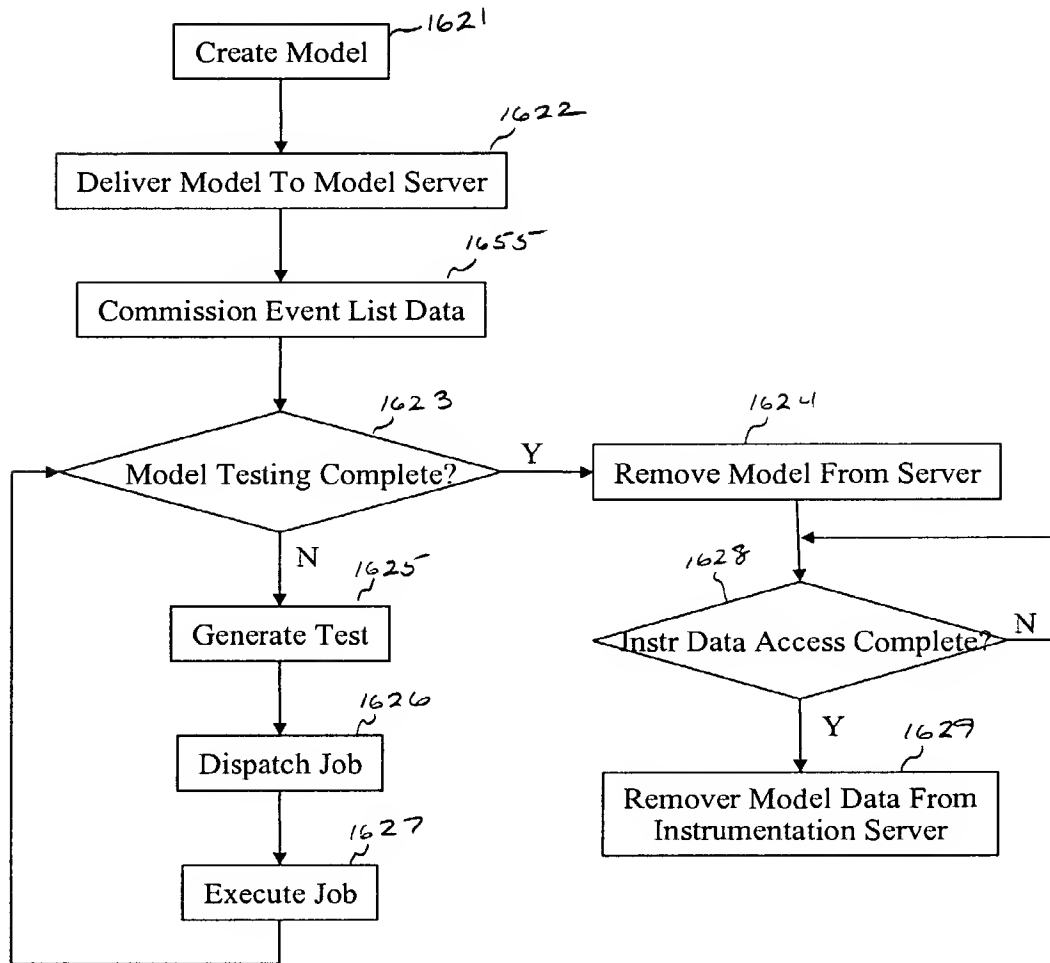 1621
Create Model
1622
Deliver Model To Model Server
1655
Commission Event List Data
1623
Model Testing Complete?
Y
N
1624
Remove Model From Server
1625
Generate Test
1628
Instr Data Access Complete?
N
Y
1626
Dispatch Job
1629
Remover Model Data From
Instrumentation Server
1627
Execute Job